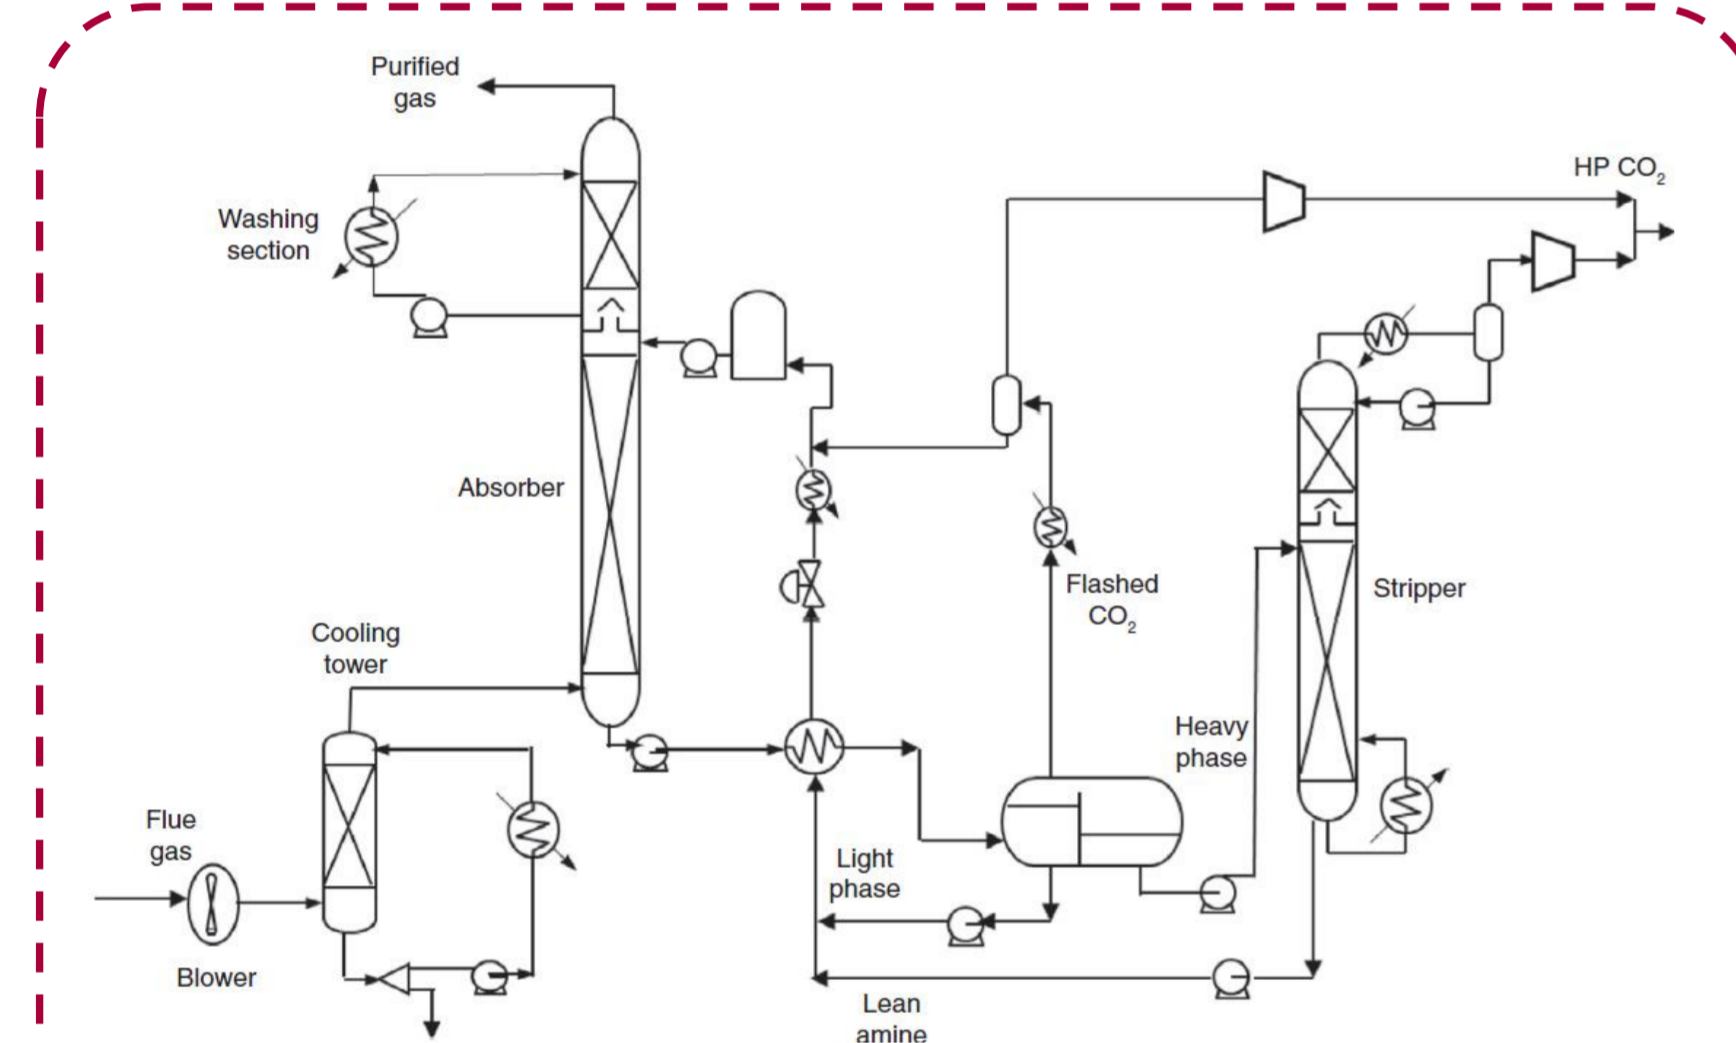 Purified
gas
HP CO₂
Washing
section
Absorber
Flashed
CO₂
Stripper
Cooling
tower
Heavy
phase
Flue
gas
Light
phase
Blower
Lean
amine